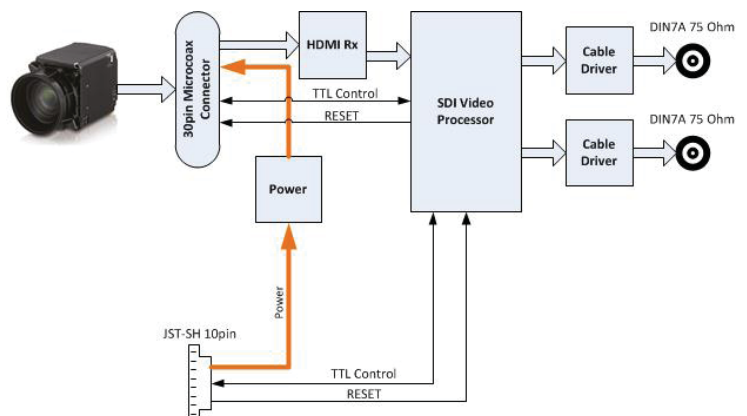 DIN7A 75 Ohm
HDMI Rx
Cable
Driver
30pin Microcoax
Connector
TTL Control
SDI Video
Processor
RESET
DIN7A 75 Ohm
Cable
Driver
Power
Power
JST-SH 10pin
TTL Control
RESET